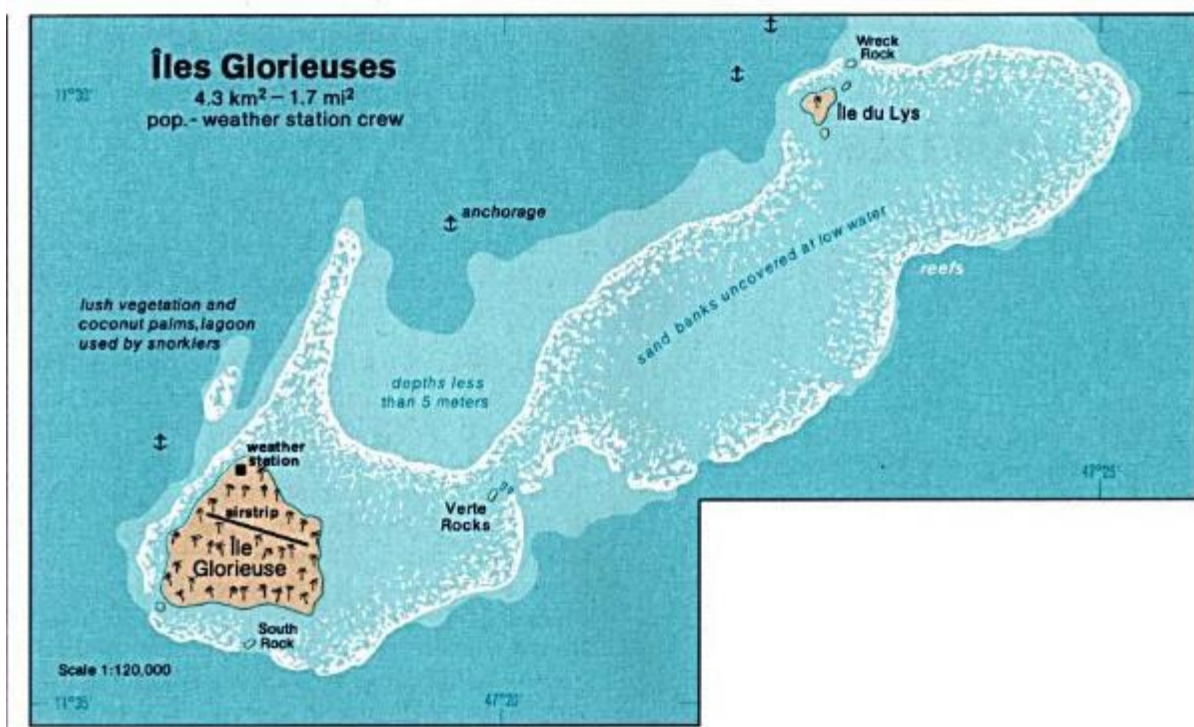 Îles Glorieuses
4.3 km² – 1.7 mi²
pop. - weather station crew
11°30'
Wreck
Rock
Île du Lys
anchorage
sand banks uncovered at low water
reefs
lush vegetation and
coconut palms, lagoon
used by snorklers
depths less
than 5 meters
weather
station
airstrip
Île
Glorieuse
Verte
Rocks
47°25'
South
Rock
Scale 1:120,000
11°35'
47°20'